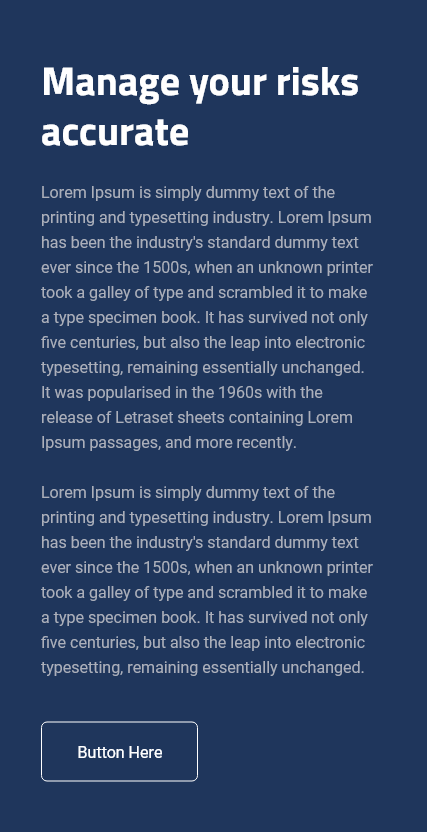 Manage your risks
accurate
Lorem Ipsum is simply dummy text of the
printing and typesetting industry. Lorem Ipsum
has been the industry's standard dummy text
ever since the 1500s, when an unknown printer
took a galley of type and scrambled it to make
a type specimen book. It has survived not only
five centuries, but also the leap into electronic
typesetting, remaining essentially unchanged.
It was popularised in the 1960s with the
release of Letraset sheets containing Lorem
Ipsum passages, and more recently.
Lorem Ipsum is simply dummy text of the
printing and typesetting industry. Lorem Ipsum
has been the industry's standard dummy text
ever since the 1500s, when an unknown printer
took a galley of type and scrambled it to make
a type specimen book. It has survived not only
five centuries, but also the leap into electronic
typesetting, remaining essentially unchanged.
Button Here